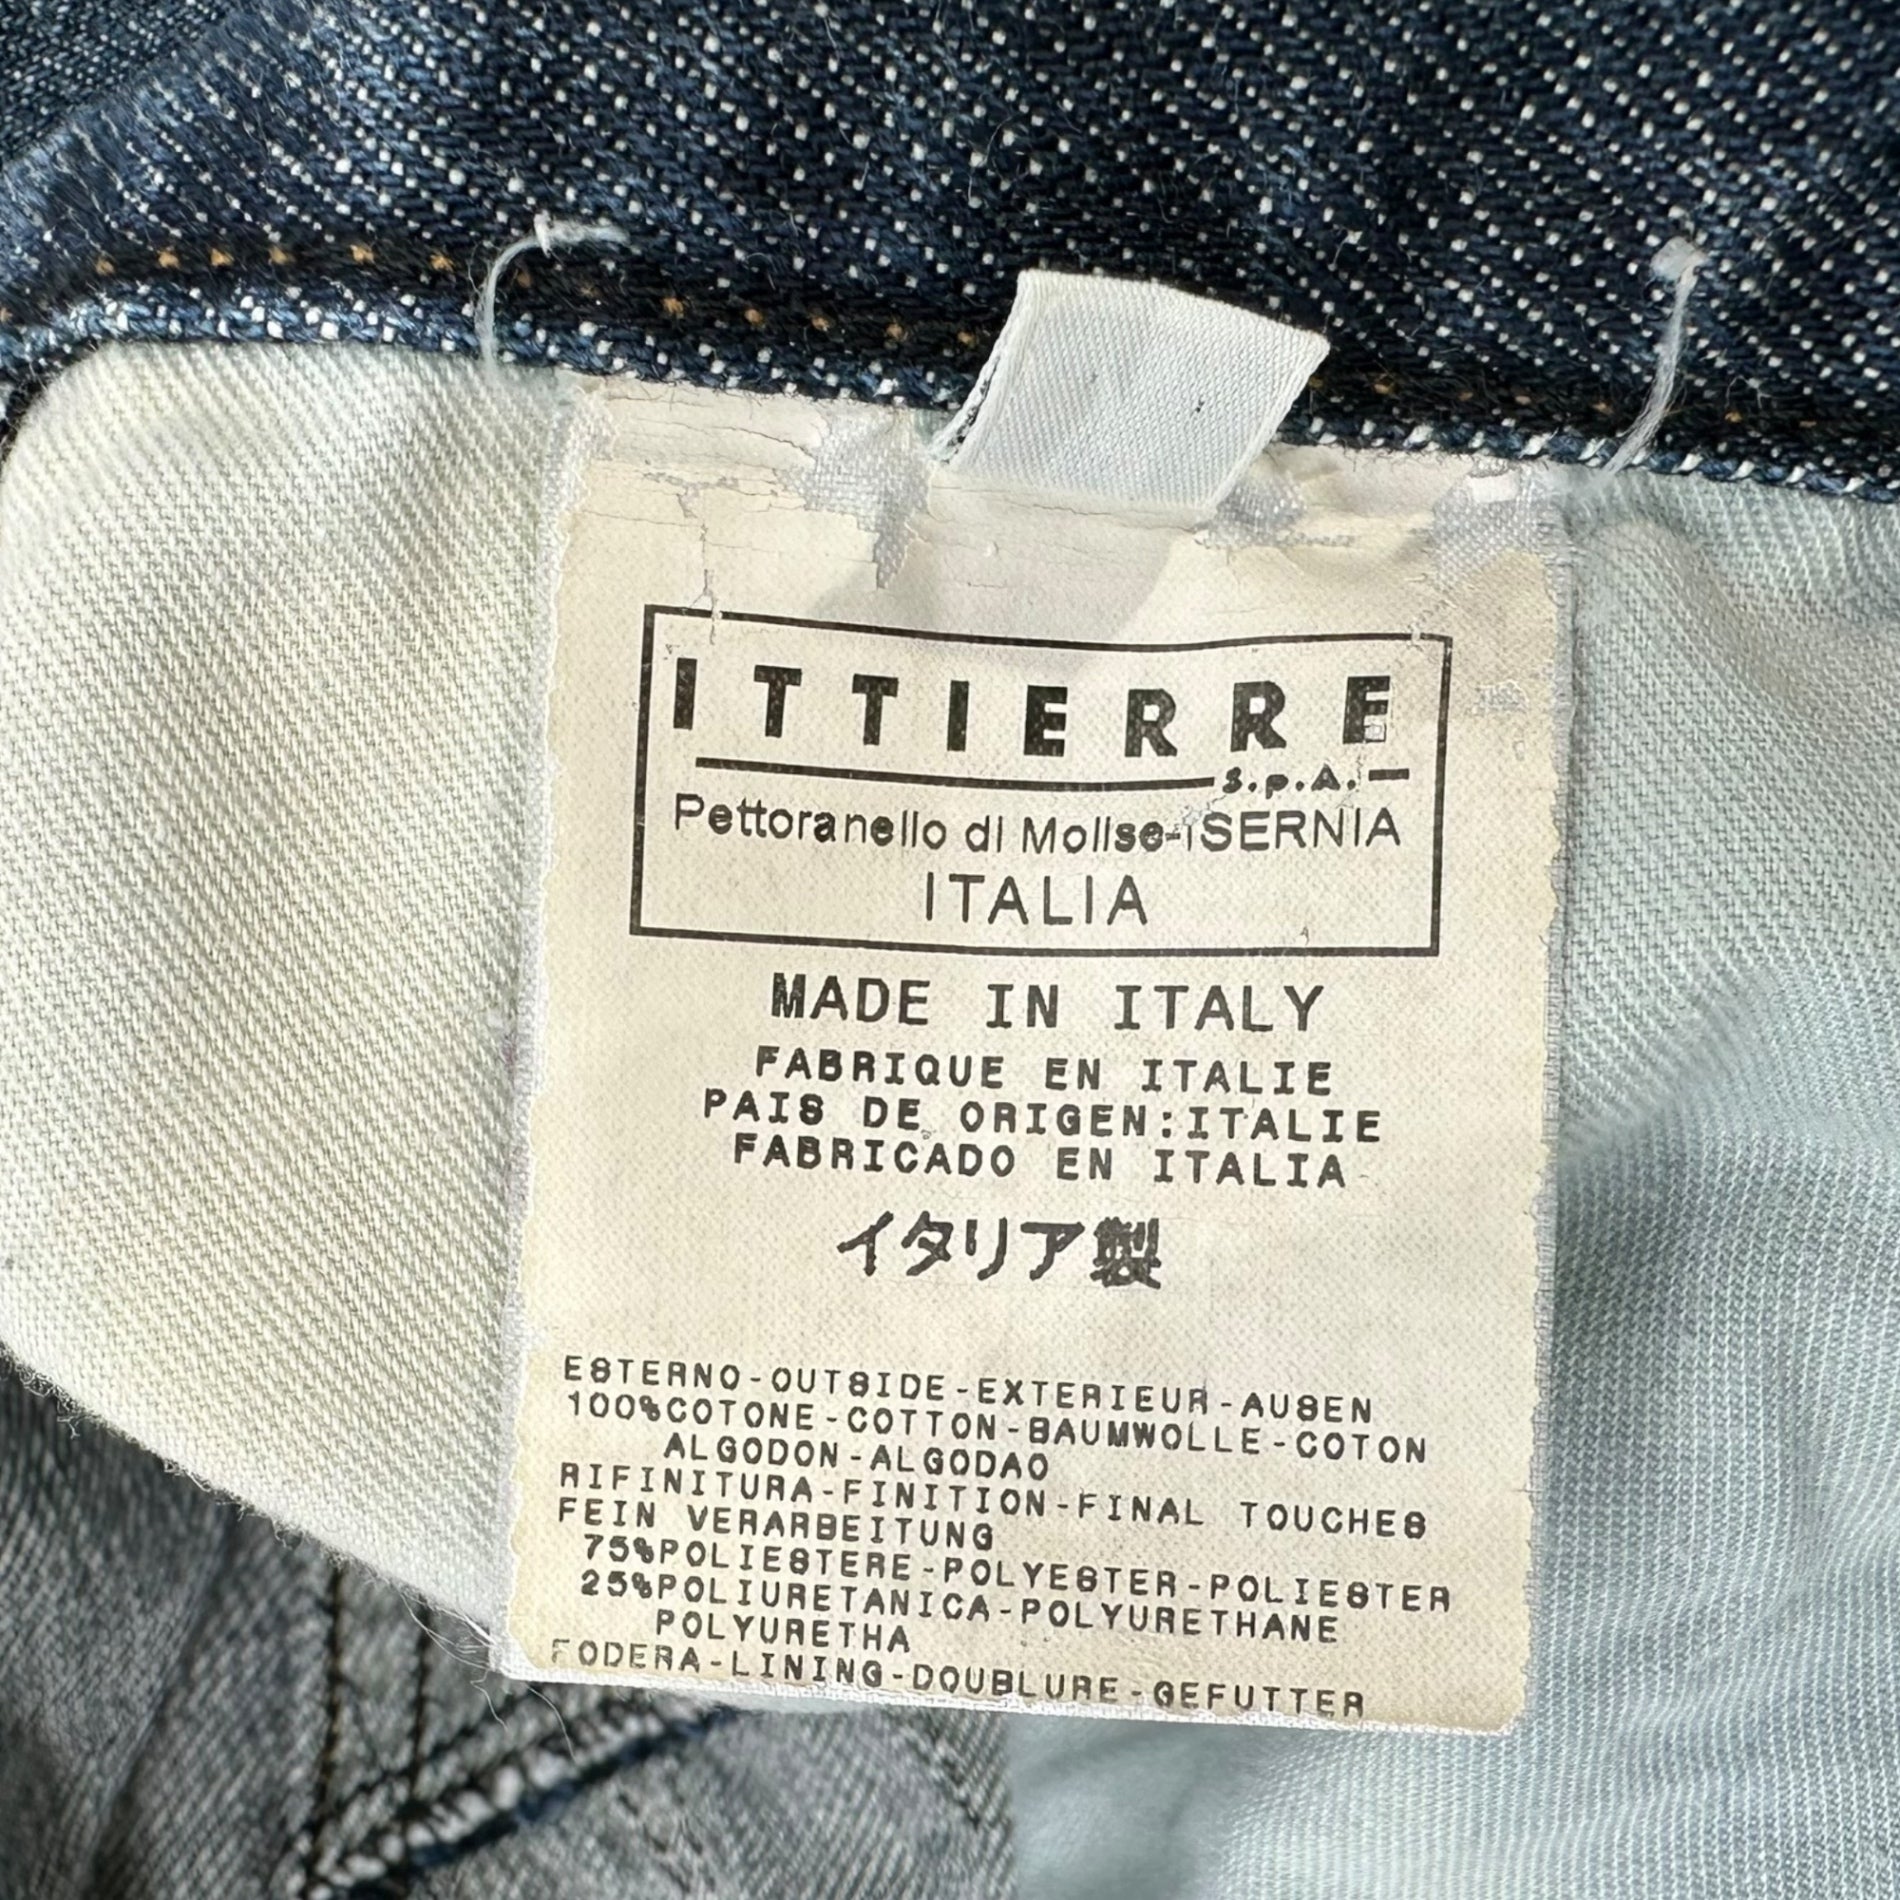 ITTIERRE
S.p.A.
Pettoranello di Molise-ISERNIA
ITALIA
MADE IN ITALY
FABRIQUE EN ITALIE
PAIS DE ORIGEN:ITALIE
FABRICADO EN ITALIA
イタリア製
ESTERNO-OUTSIDE-EXTERIEUR-AUSEN
100%COTONE-COTTON-BAUMWOLLE-COTON
ALGODON-ALGODAO
RIFINITURA-FINITION-FINAL TOUCHES
FEIN VERARBEITUNG
75%POLIESTERE-POLYESTER-POLIESTER
25%POLIURETANICA-POLYURETHANE
POLYURETHA
FODERA-LINING-DOUBLURE-GEFUTTER